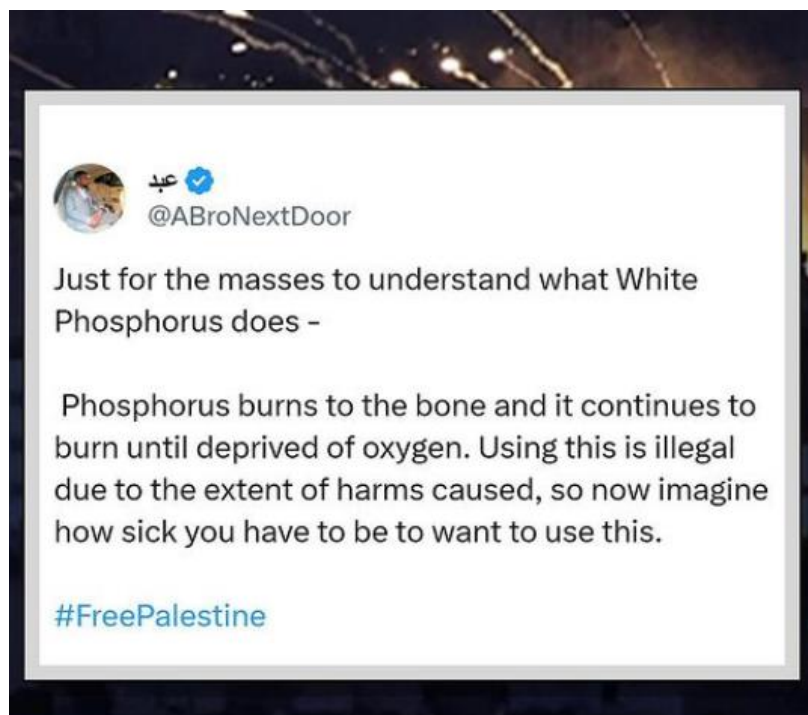 عبد
@ABroNextDoor
Just for the masses to understand what White
Phosphorus does -
Phosphorus burns to the bone and it continues to
burn until deprived of oxygen. Using this is illegal
due to the extent of harms caused, so now imagine
how sick you have to be to want to use this.
#FreePalestine